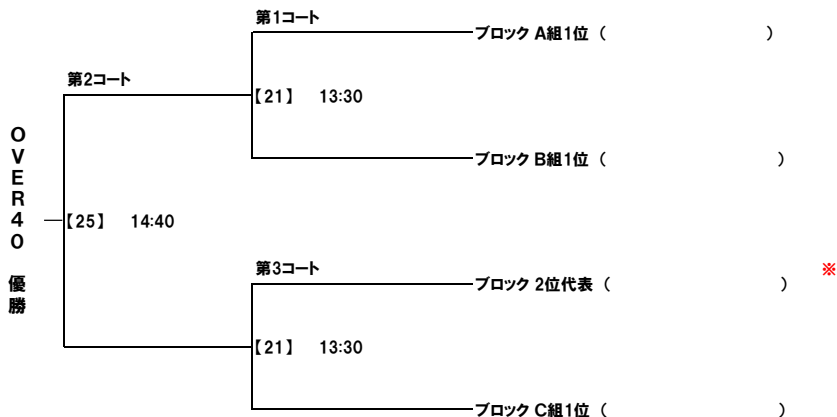 第1コート
ブロック A組1位 （　　　　　　　　　　）
第2コート
【21】 13:30
ブロック B組1位 （　　　　　　　　　　）
OVER40 優勝
【25】 14:40
第3コート
ブロック 2位代表 （　　　　　　　　　　） ※
【21】 13:30
ブロック C組1位 （　　　　　　　　　　）